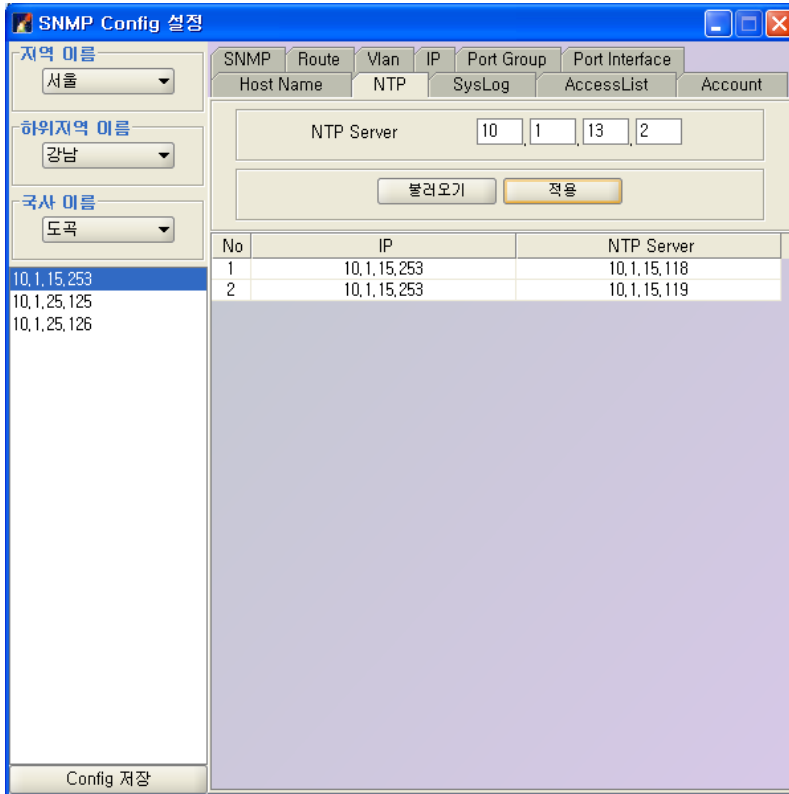 SNMP Config 설정
지역 이름
서울
하위지역 이름
강남
국사 이름
도곡
10,1,15,253
10,1,25,125
10,1,25,126
Config 저장
SNMP Route Vlan IP Port Group Port Interface
Host Name NTP SysLog AccessList Account
NTP Server 10 . 1 . 13 . 2
불러오기 적용
No IP NTP Server
1 10,1,15,253 10,1,15,118
2 10,1,15,253 10,1,15,119